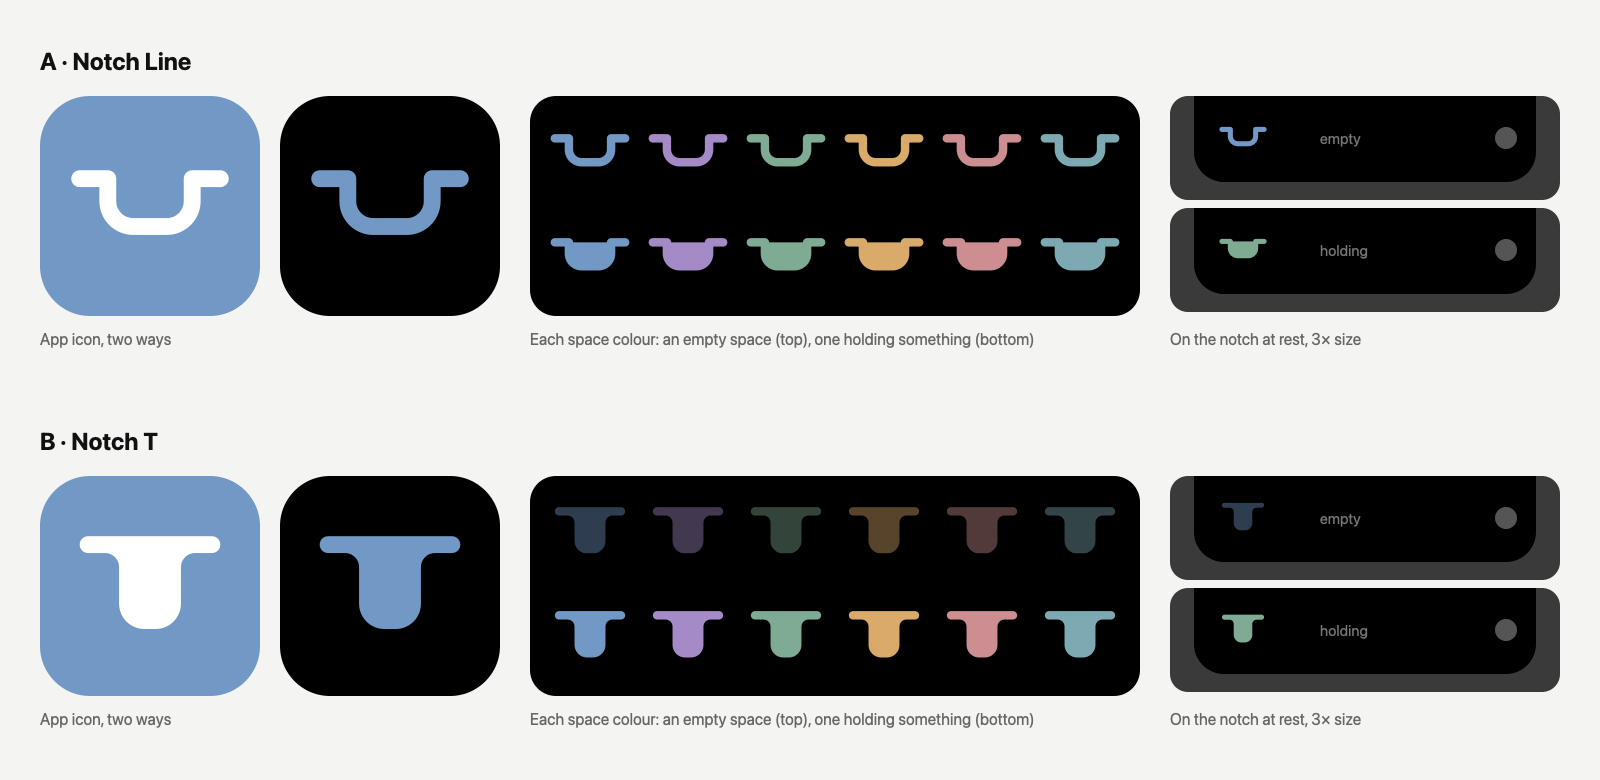 A · Notch Line
empty
holding
App icon, two ways
Each space colour: an empty space (top), one holding something (bottom)
On the notch at rest, 3× size
B · Notch T
empty
holding
App icon, two ways
Each space colour: an empty space (top), one holding something (bottom)
On the notch at rest, 3× size